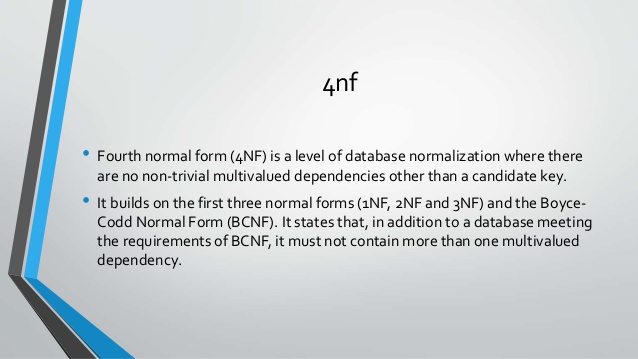 4nf
• Fourth normal form (4NF) is a level of database normalization where there
are no non-trivial multivalued dependencies other than a candidate key.
• It builds on the first three normal forms (1NF, 2NF and 3NF) and the Boyce-
Codd Normal Form (BCNF). It states that, in addition to a database meeting
the requirements of BCNF, it must not contain more than one multivalued
dependency.